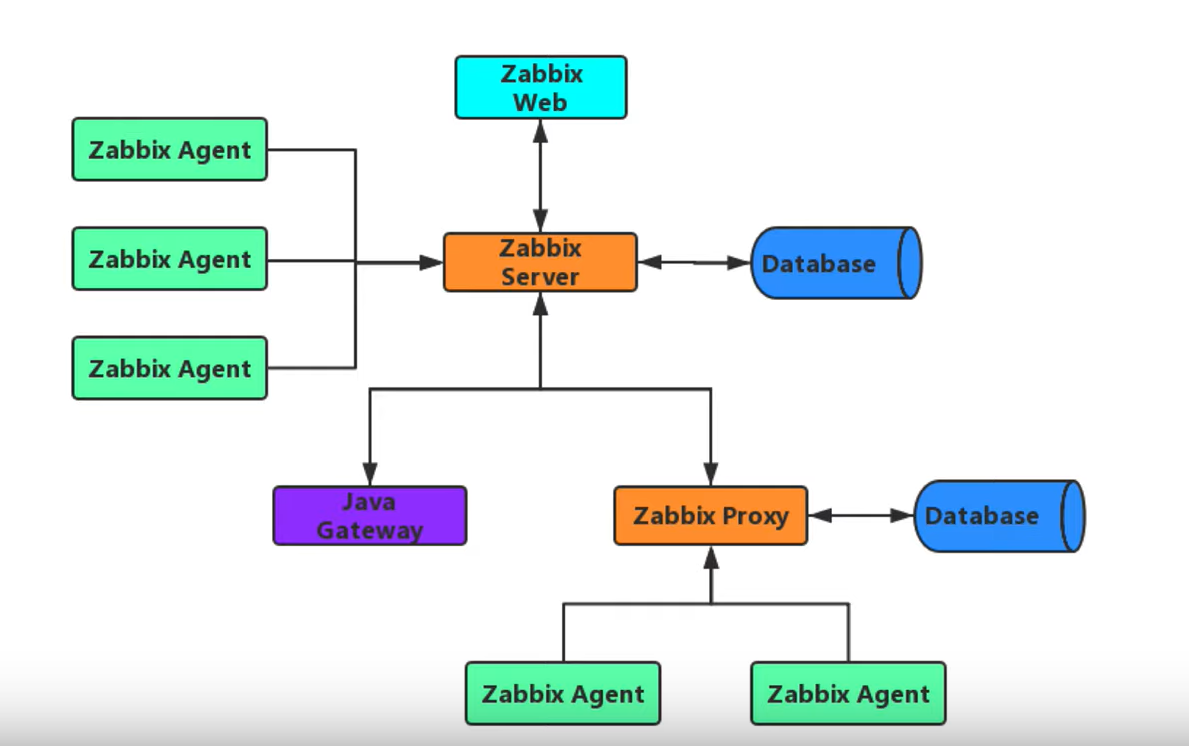 Zabbix
Web
Zabbix Agent
Zabbix Agent
Zabbix Agent
Zabbix
Server
Database
Java
Gateway
Zabbix Proxy
Database
Zabbix Agent
Zabbix Agent